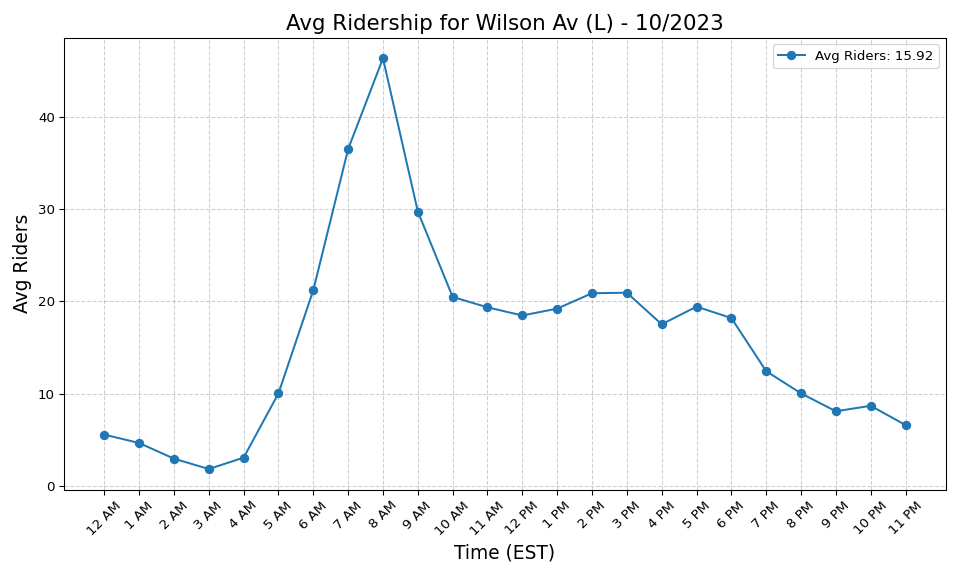 Avg Ridership for Wilson Av (L) - 10/2023
Avg Riders: 15.92
Avg Riders
40
30
20
10
0
12 AM
1 AM
2 AM
3 AM
4 AM
5 AM
6 AM
7 AM
8 AM
9 AM
10 AM
11 AM
12 PM
1 PM
2 PM
3 PM
4 PM
5 PM
6 PM
7 PM
8 PM
9 PM
10 PM
11 PM
Time (EST)